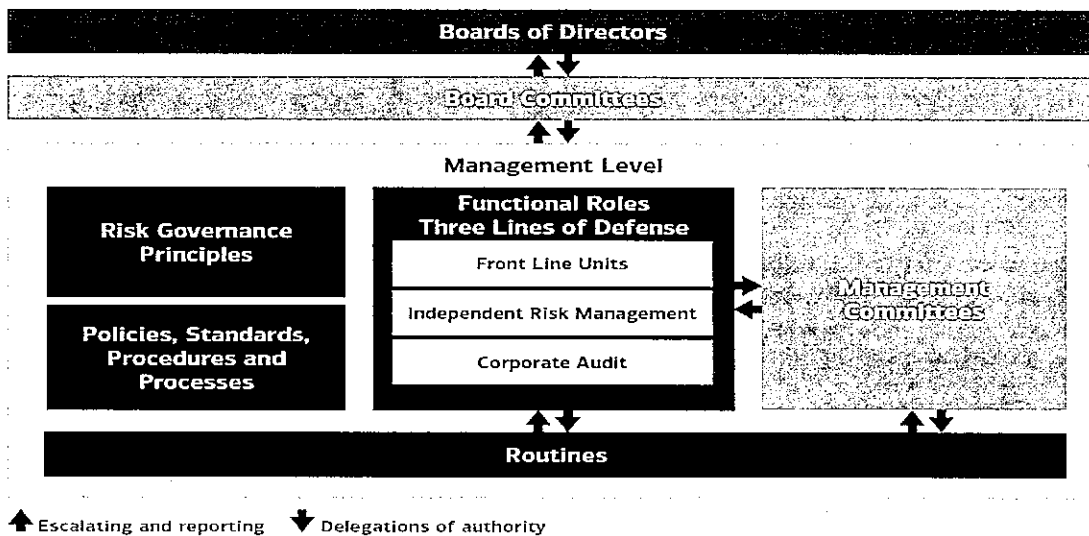 Boards of Directors
Board Committees
Management Level
Risk Governance
Principles
Policies, Standards,
Procedures and
Processes
Functional Roles
Three Lines of Defense
Front Line Units
Independent Risk Management
Corporate Audit
Management
Committees
Routines
Escalating and reporting
Delegations of authority